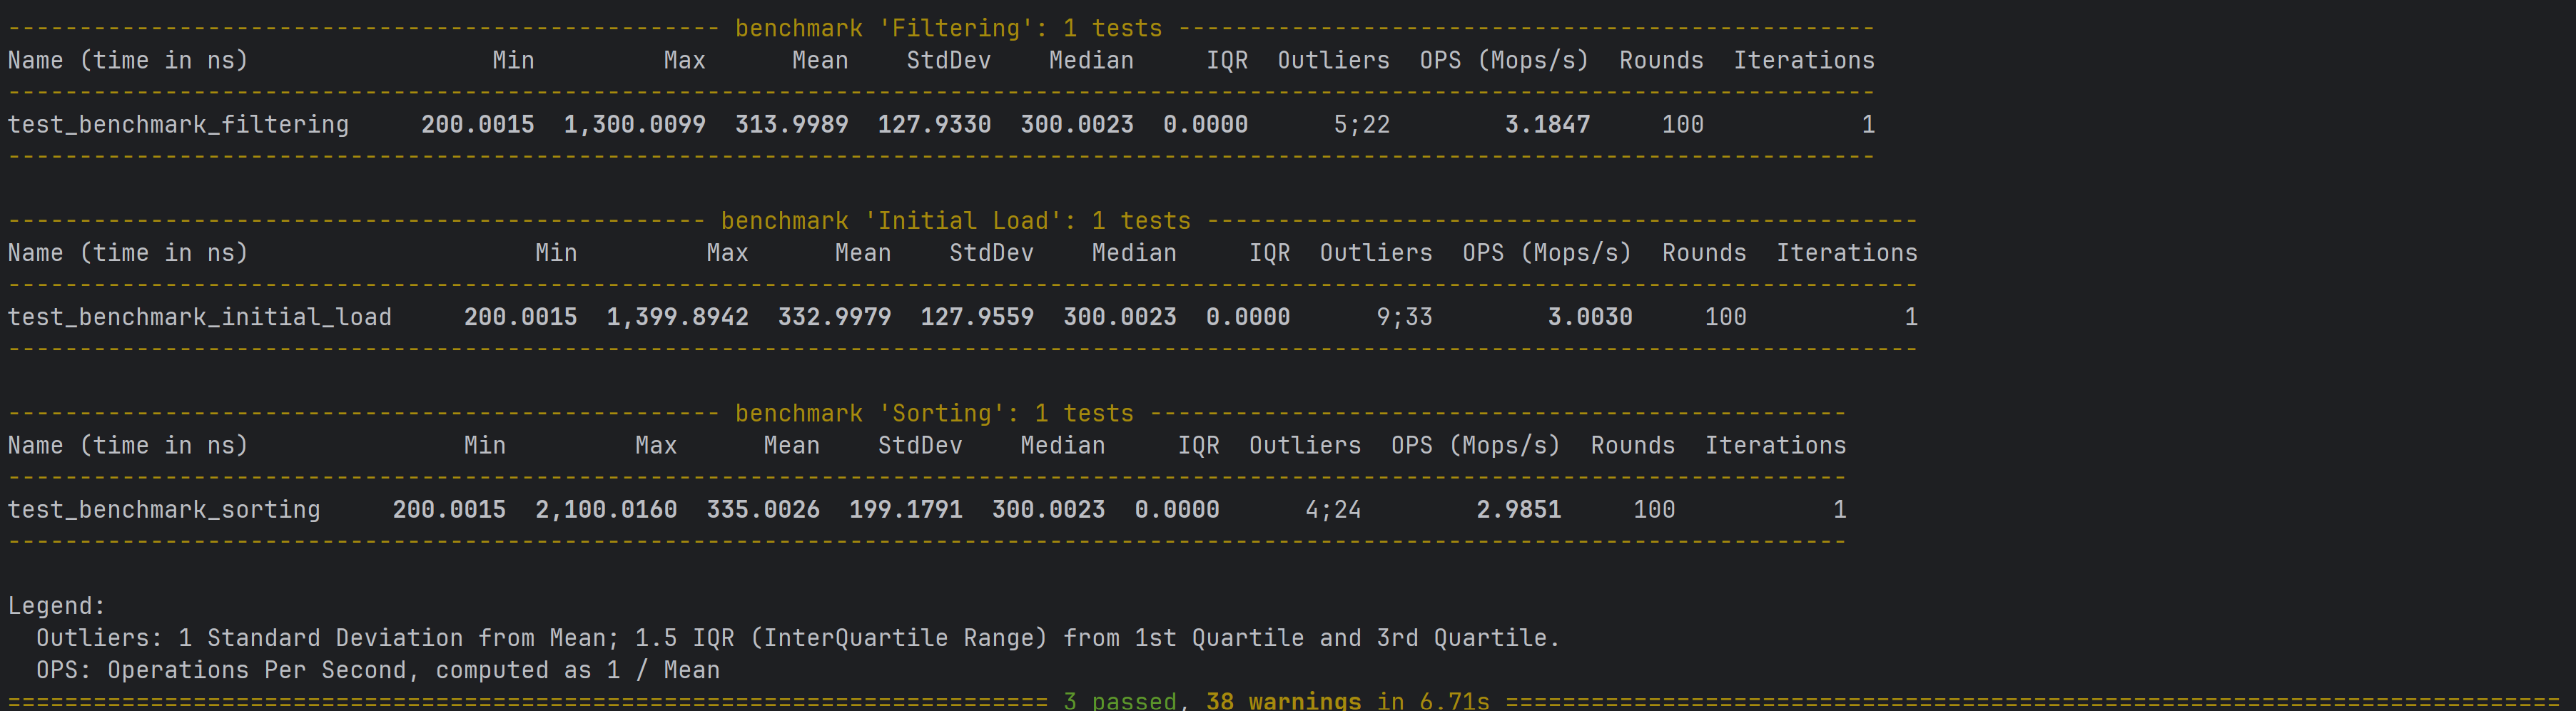 -------------------------------------------------- benchmark 'Filtering': 1 tests -------------------------------------------------
Name (time in ns) Min Max Mean StdDev Median IQR Outliers OPS (Mops/s) Rounds Iterations
-----------------------------------------------------------------------------------------------------------------------------------
test_benchmark_filtering 200.0015 1,300.0099 313.9989 127.9330 300.0023 0.0000 5;22 3.1847 100 1
-----------------------------------------------------------------------------------------------------------------------------------
------------------------------------------------- benchmark 'Initial Load': 1 tests --------------------------------------------------
Name (time in ns) Min Max Mean StdDev Median IQR Outliers OPS (Mops/s) Rounds Iterations
--------------------------------------------------------------------------------------------------------------------------------------
test_benchmark_initial_load 200.0015 1,399.8942 332.9979 127.9559 300.0023 0.0000 9;33 3.0030 100 1
--------------------------------------------------------------------------------------------------------------------------------------
-------------------------------------------------- benchmark 'Sorting': 1 tests -------------------------------------------------
Name (time in ns) Min Max Mean StdDev Median IQR Outliers OPS (Mops/s) Rounds Iterations
---------------------------------------------------------------------------------------------------------------------------------
test_benchmark_sorting 200.0015 2,100.0160 335.0026 199.1791 300.0023 0.0000 4;24 2.9851 100 1
---------------------------------------------------------------------------------------------------------------------------------
Legend:
Outliers: 1 Standard Deviation from Mean; 1.5 IQR (InterQuartile Range) from 1st Quartile and 3rd Quartile.
OPS: Operations Per Second, computed as 1 / Mean
========================================================================= 3 passed, 38 warnings in 6.71s ==========================================================================